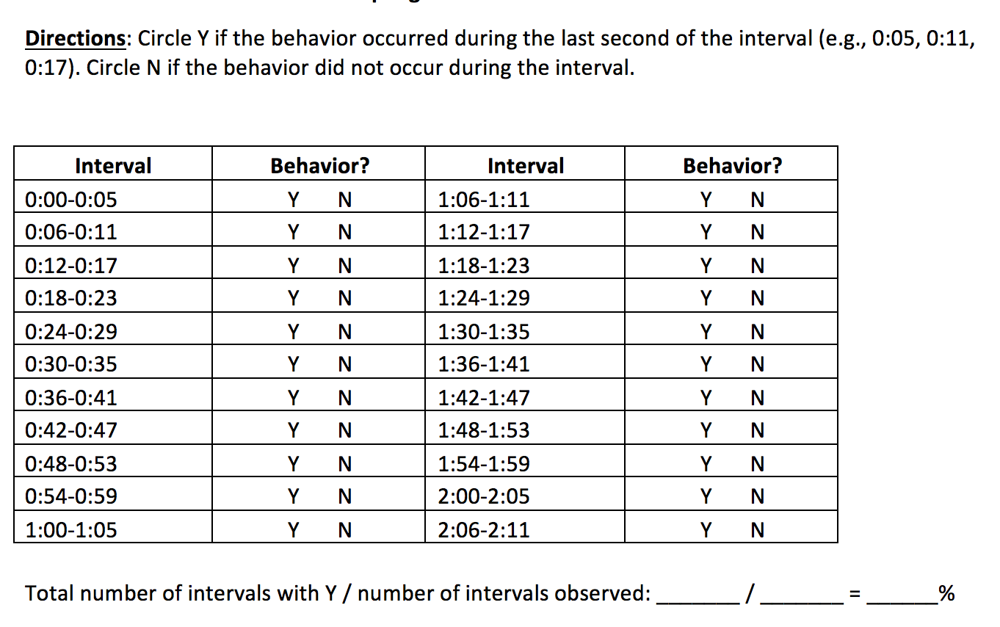 Directions: Circle Y if the behavior occurred during the last second of the interval (e.g., 0:05, 0:11,
0:17). Circle N if the behavior did not occur during the interval.
Interval Behavior? Interval Behavior?
0:00-0:05 Y N 1:06-1:11 Y N
0:06-0:11 Y N 1:12-1:17 Y N
0:12-0:17 Y N 1:18-1:23 Y N
0:18-0:23 Y N 1:24-1:29 Y N
0:24-0:29 Y N 1:30-1:35 Y N
0:30-0:35 Y N 1:36-1:41 Y N
0:36-0:41 Y N 1:42-1:47 Y N
0:42-0:47 Y N 1:48-1:53 Y N
0:48-0:53 Y N 1:54-1:59 Y N
0:54-0:59 Y N 2:00-2:05 Y N
1:00-1:05 Y N 2:06-2:11 Y N
Total number of intervals with Y / number of intervals observed: _______ / _______ = ______%